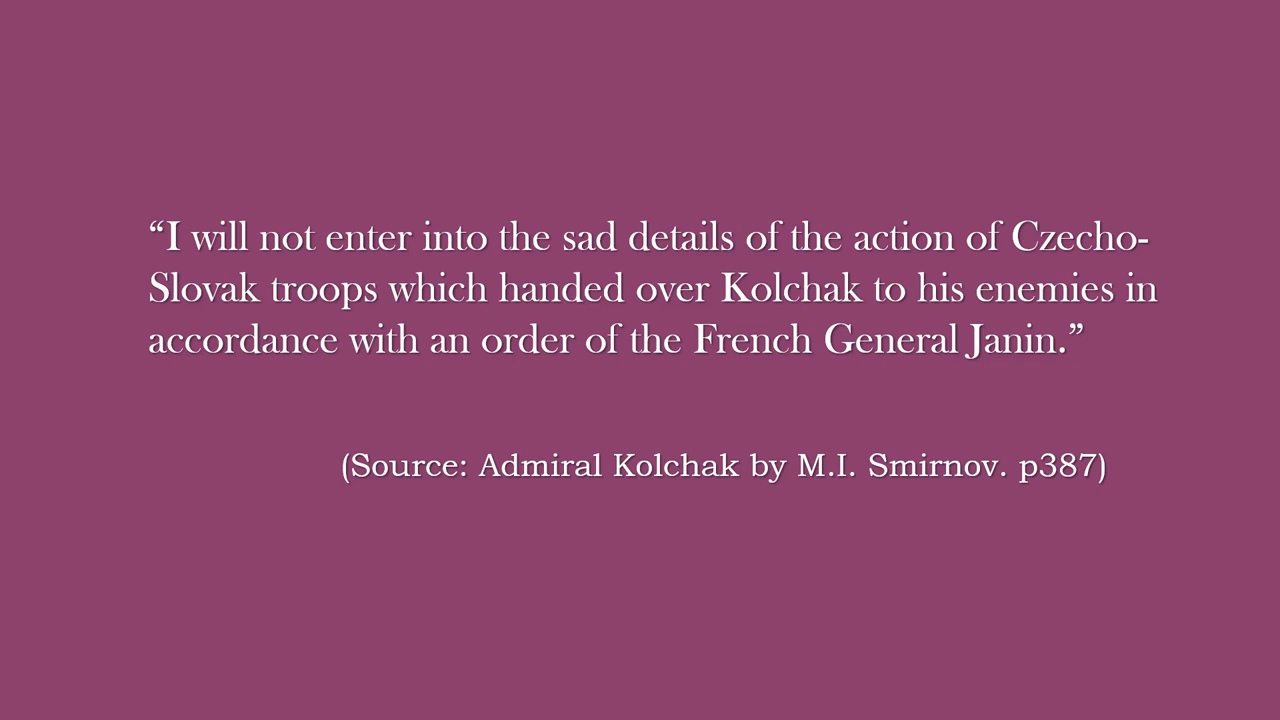 “I will not enter into the sad details of the action of Czecho-
Slovak troops which handed over Kolchak to his enemies in
accordance with an order of the French General Janin.”
(Source: Admiral Kolchak by M.I. Smirnov. p387)